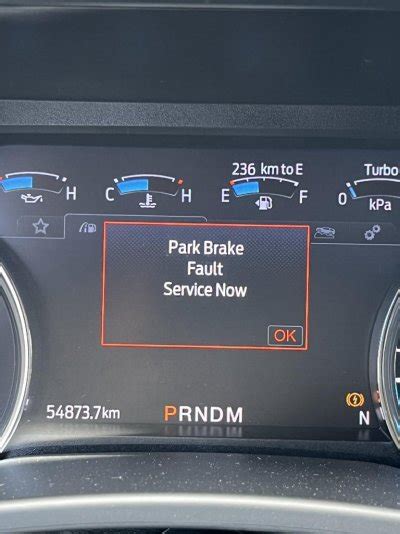 236 km to E
Turbo
H C H E F 0 kPa
Park Brake
Fault
Service Now
OK
54873.7km PRNDM N